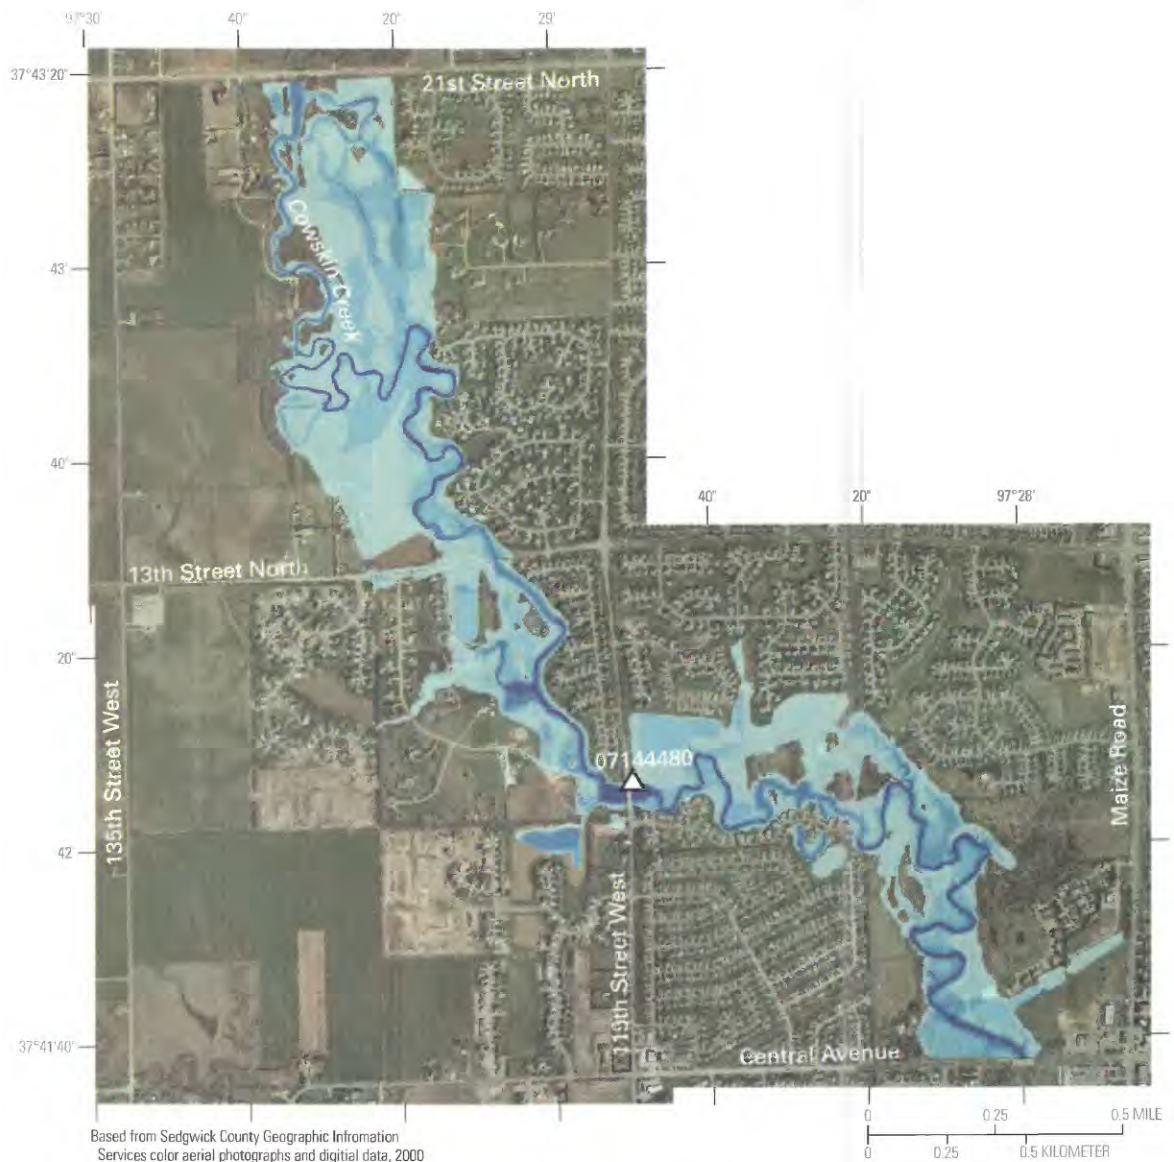 97°30'
40"
20"
29'
37°43'20"
21st Street North
Cowskin Creek
43'
40"
40"
20"
97°28'
13th Street North
20"
135th Street West
07144480
Maize Road
42'
119th Street West
37°41'40"
Central Avenue
0 0.25 0.5 MILE
0 0.25 0.5 KILOMETER
Based from Sedgwick County Geographic Infromation
Services color aerial photographs and digitial data, 2000